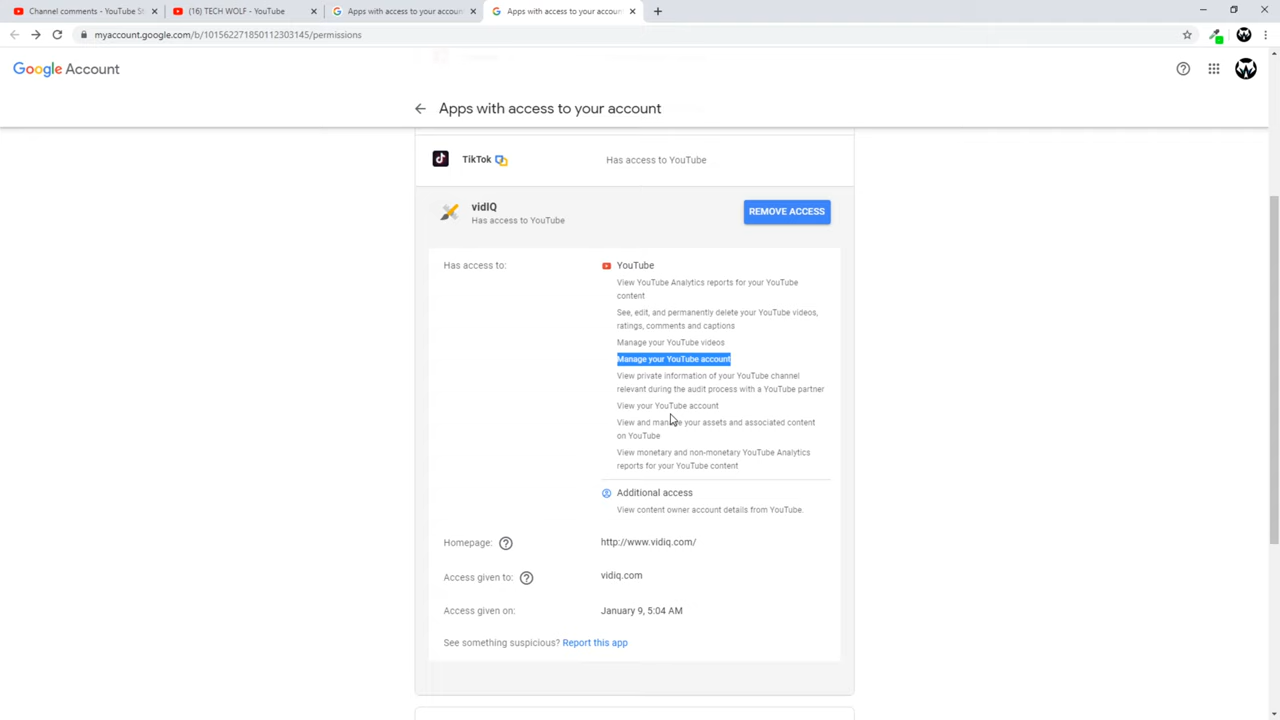 Channel comments - YouTube St
(16) TECH WOLF - YouTube
Apps with access to your account
Apps with access to your account
myaccount.google.com/b/101562271850112303145/permissions
Google Account
Apps with access to your account
TikTok
Has access to YouTube
vidIQ
Has access to YouTube
REMOVE ACCESS
Has access to:
YouTube
View YouTube Analytics reports for your YouTube
content
See, edit, and permanently delete your YouTube videos,
ratings, comments and captions
Manage your YouTube videos
Manage your YouTube account
View private information of your YouTube channel
relevant during the audit process with a YouTube partner
View your YouTube account
View and manage your assets and associated content
on YouTube
View monetary and non-monetary YouTube Analytics
reports for your YouTube content
Additional access
View content owner account details from YouTube.
Homepage:
http://www.vidiq.com/
Access given to:
vidiq.com
Access given on:
January 9, 5:04 AM
See something suspicious? Report this app